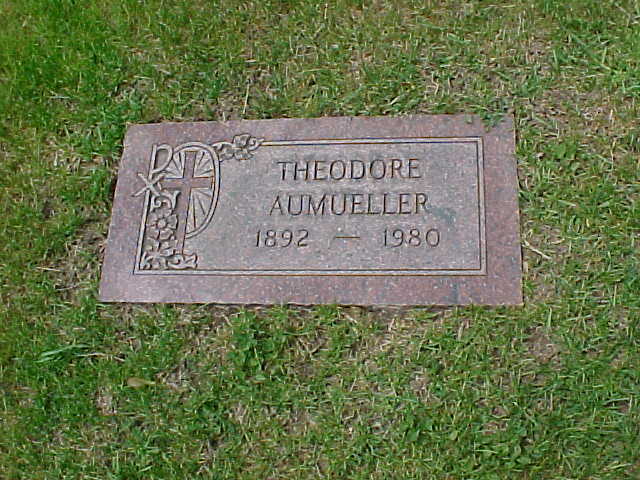 THEODORE
AUMUELLER
1892 — 1980